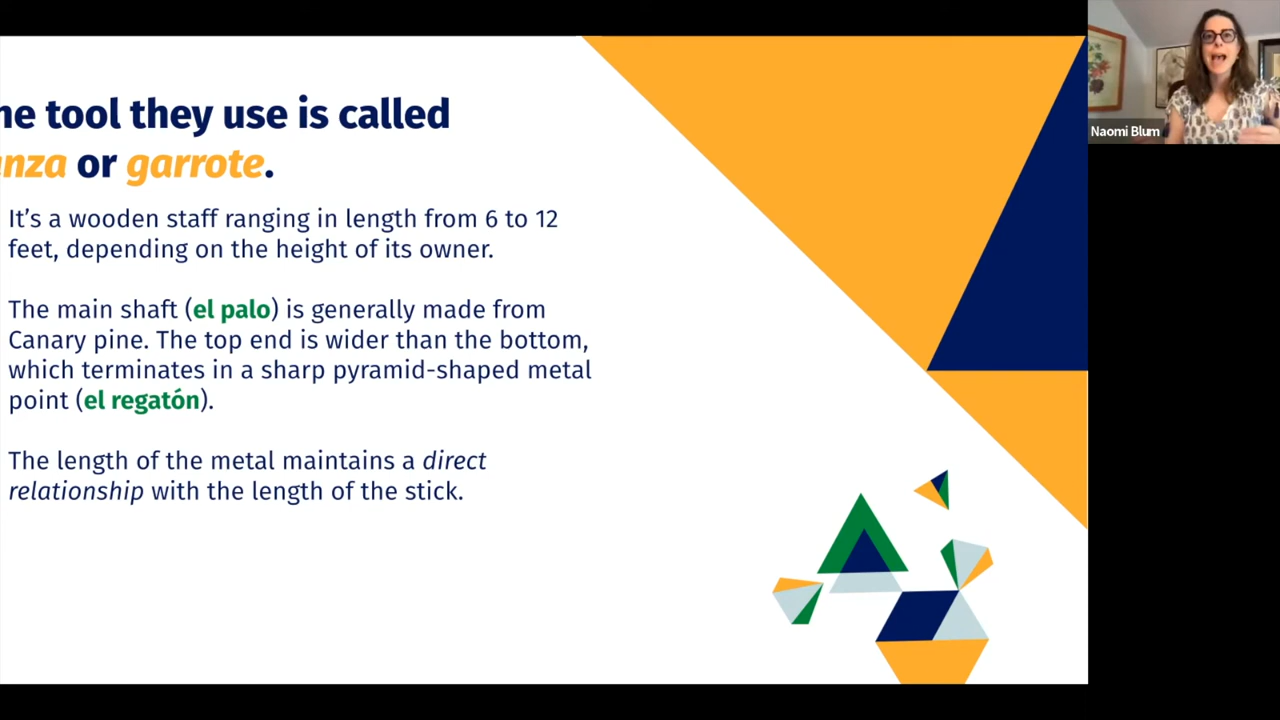 he tool they use is called
nza or garrote.
It's a wooden staff ranging in length from 6 to 12
feet, depending on the height of its owner.
The main shaft (el palo) is generally made from
Canary pine. The top end is wider than the bottom,
which terminates in a sharp pyramid-shaped metal
point (el regatón).
The length of the metal maintains a direct
relationship with the length of the stick.
Naomi Blum